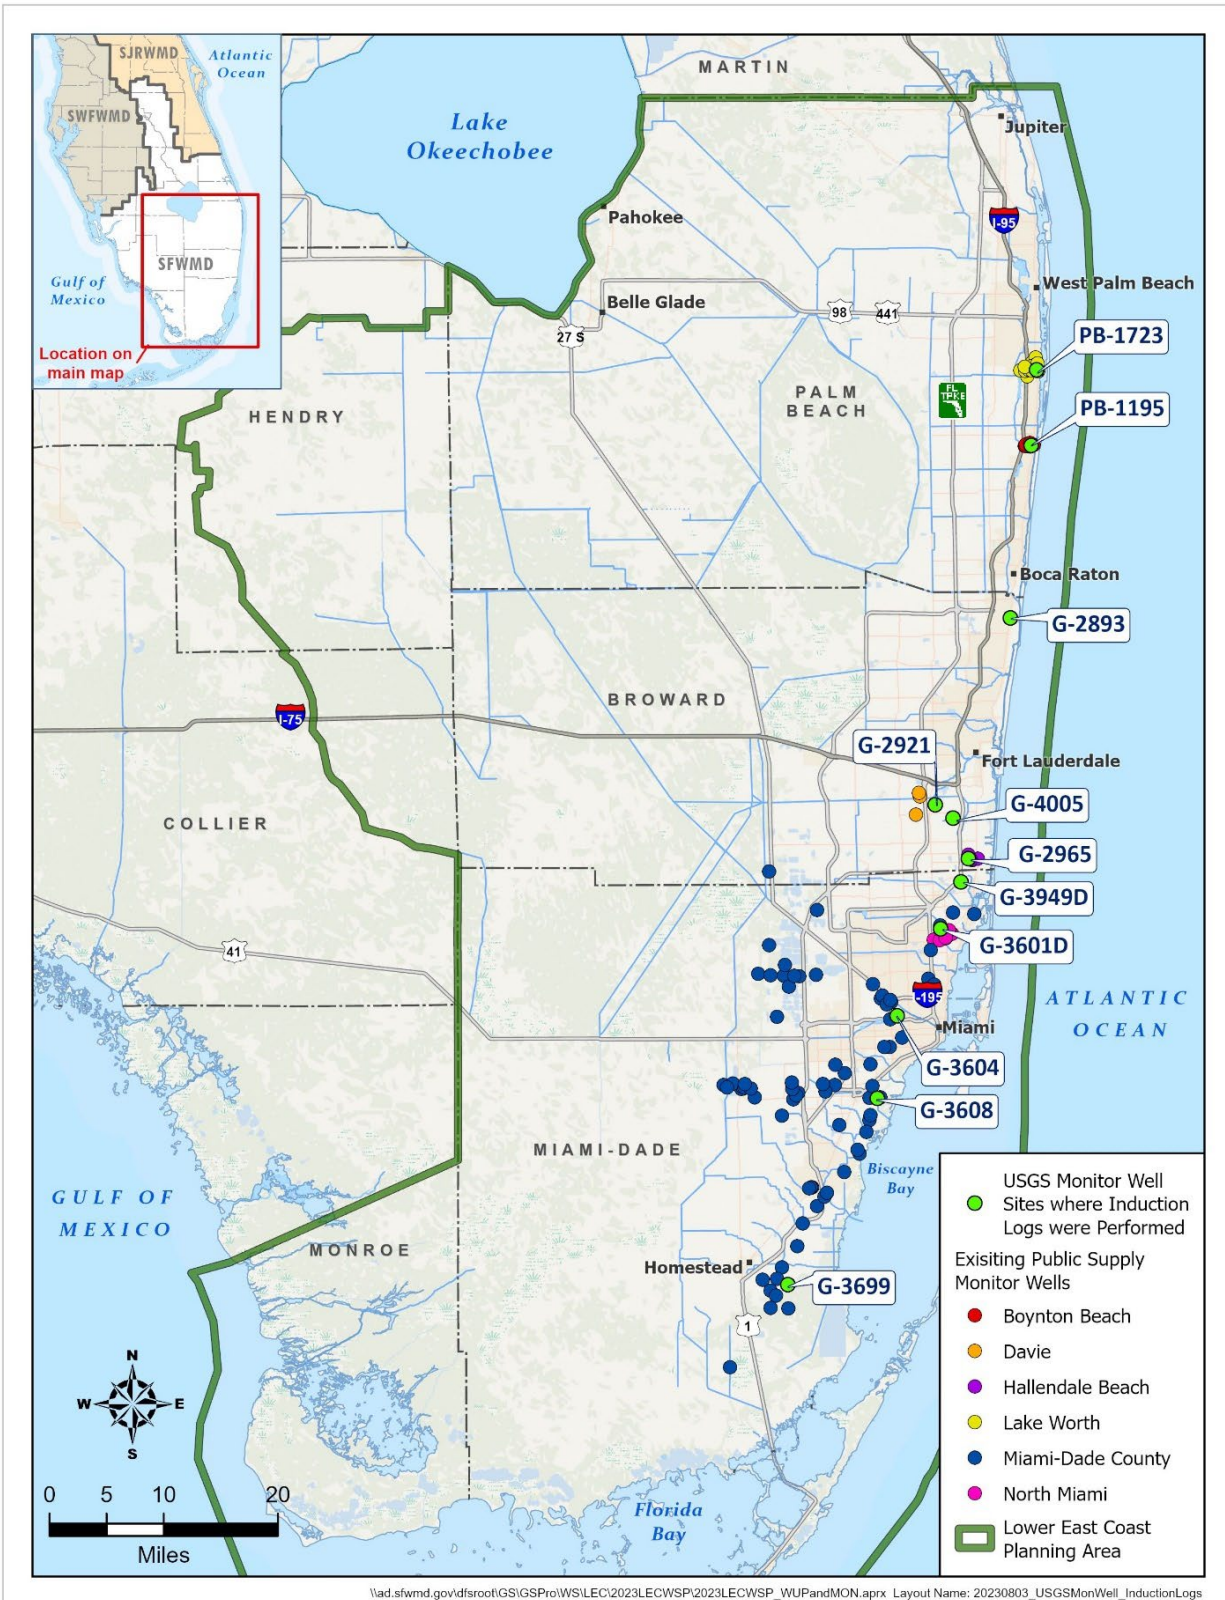 SJRWMD
Atlantic
Ocean
SWFWMD
SFWMD
Gulf of
Mexico
Location on
main map
MARTIN
Lake
Okeechobee
Jupiter
Pahokee
I-95
West Palm Beach
Belle Glade
98
441
27 S
PB-1723
PALM
BEACH
FL
TPKE
HENDRY
PB-1195
Boca Raton
G-2893
BROWARD
I-75
G-2921
Fort Lauderdale
G-4005
COLLIER
G-2965
G-3949D
G-3601D
41
I-195
ATLANTIC
OCEAN
Miami
G-3604
G-3608
MIAMI-DADE
Biscayne
Bay
GULF OF
MEXICO
MONROE
Homestead
G-3699
1
Florida
Bay
N
W
E
S
0 5 10 20
Miles
USGS Monitor Well
Sites where Induction
Logs were Performed
Exisiting Public Supply
Monitor Wells
Boynton Beach
Davie
Hallendale Beach
Lake Worth
Miami-Dade County
North Miami
Lower East Coast
Planning Area
\\ad.sfwmd.gov\dfsroot\GS\GSPro\WS\LEC\2023LECWSP\2023LECWSP_WUPandMON.aprx Layout Name: 20230803_USGSMonWell_InductionLogs